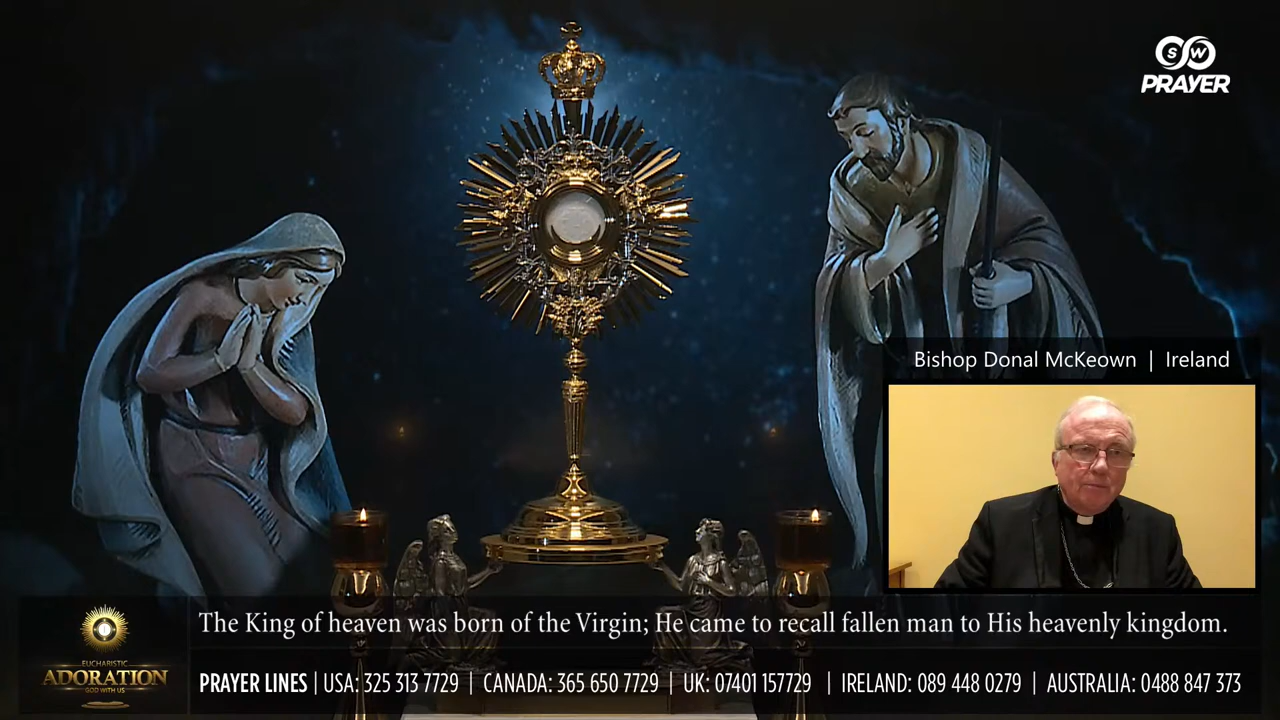 SW
PRAYER
Bishop Donal McKeown | Ireland
The King of heaven was born of the Virgin; He came to recall fallen man to His heavenly kingdom.
EUCHARISTIC
ADORATION
GOD WITH US
PRAYER LINES | USA: 325 313 7729 | CANADA: 365 650 7729 | UK: 07401 157729 | IRELAND: 089 448 0279 | AUSTRALIA: 0488 847 373